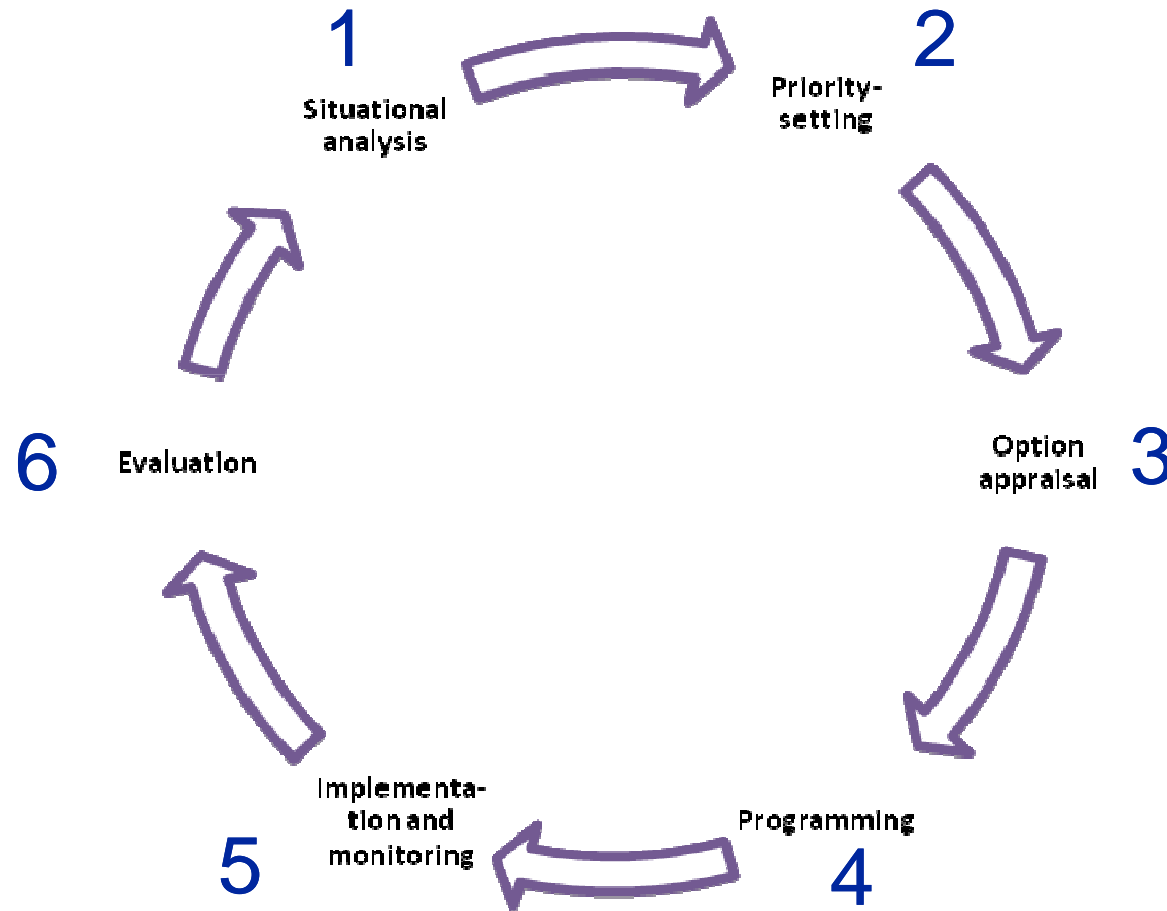 1
Situational
analysis
2
Priority-
setting
3
Option
appraisal
4
Programming
5
Implementa-
tion and
monitoring
6
Evaluation